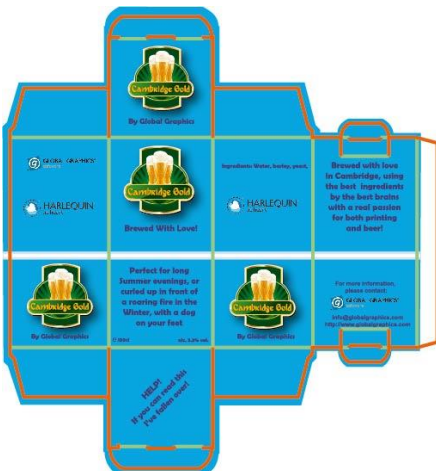 Cambridge Gold
By Global Graphics
GLOBAL GRAPHICS
HARLEQUIN
Cambridge Gold
Brewed With Love!
Ingredients: Water, barley, yeast,
HARLEQUIN
Brewed with love
in Cambridge, using
the best ingredients
by the best brains
with a real passion
for both printing
and beer!
Cambridge Gold
By Global Graphics
Perfect for long
Summer evenings, or
curled up in front of
a roaring fire in the
Winter, with a dog
on your feet
Cambridge Gold
By Global Graphics
For more information,
please contact:
GLOBAL GRAPHICS
info@globalgraphics.com
http://www.globalgraphics.com
HELP!
If you can read this
I've fallen over!